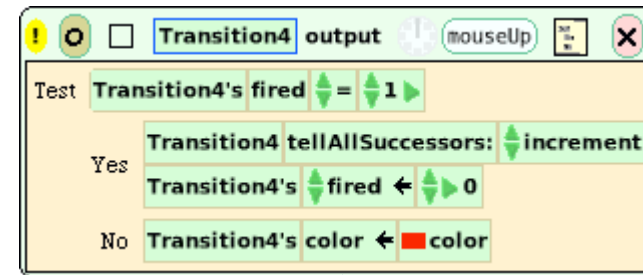 ! O Transition4 output mouseUp X
Test Transition4's fired = 1
Yes
Transition4 tellAllSuccessors: increment
Transition4's fired ← 0
No Transition4's color ← color